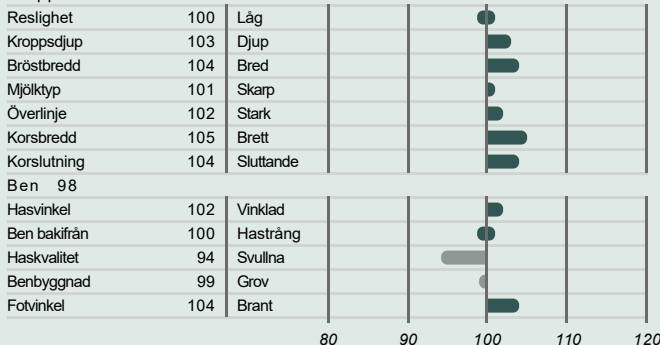 Reslighet 100 Låg
Kroppsdjup 103 Djup
Bröstbredd 104 Bred
Mjölktyp 101 Skarp
Överlinje 102 Stark
Korsbredd 105 Brett
Korslutning 104 Sluttande
Ben 98
Hasvinkel 102 Vinklad
Ben bakifrån 100 Hastrång
Haskvalitet 94 Svullna
Benbyggnad 99 Grov
Fotvinkel 104 Brant
80 90 100 110 120